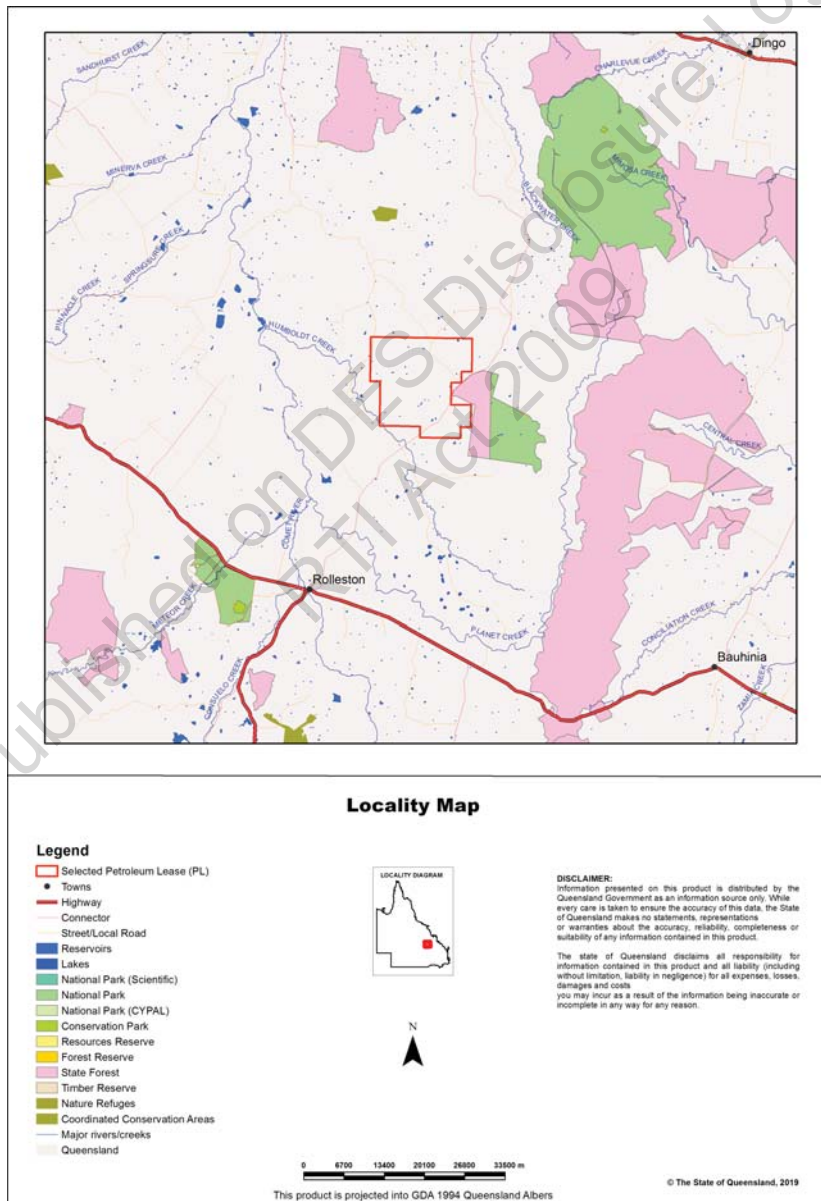 Published on DES Disclosure Log
RTI Act 2009
Dingo
SANDHURST CREEK
CHARLEVUE CREEK
MINERVA CREEK
MIMOSA CREEK
BLACKWATER CREEK
SPRINGSURE CREEK
PINNACLE CREEK
HUMBOLDT CREEK
CENTRAL CREEK
COMET RIVER
Rolleston
METEOR CREEK
PLANET CREEK
CONCILIATION CREEK
Bauhinia
CONSUELO CREEK
CREEK
Locality Map
Legend
Selected Petroleum Lease (PL)
Towns
Highway
Connector
Street/Local Road
Reservoirs
Lakes
National Park (Scientific)
National Park
National Park (CYPAL)
Conservation Park
Resources Reserve
Forest Reserve
State Forest
Timber Reserve
Nature Refuges
Coordinated Conservation Areas
Major rivers/creeks
Queensland
LOCALITY DIAGRAM
N
0 6700 13400 20100 26800 33500 m
This product is projected into GDA 1994 Queensland Albers
DISCLAIMER:
Information presented on this product is distributed by the
Queensland Government as an information source only. While
every care is taken to ensure the accuracy of this data, the State
of Queensland makes no statements, representations
or warranties about the accuracy, reliability, completeness or
suitability of any information contained in this product.
The state of Queensland disclaims all responsibility for
information contained in this product and all liability (including
without limitation, liability in negligence) for all expenses, losses,
damages and costs
you may incur as a result of the information being inaccurate or
incomplete in any way for any reason.
© The State of Queensland, 2019